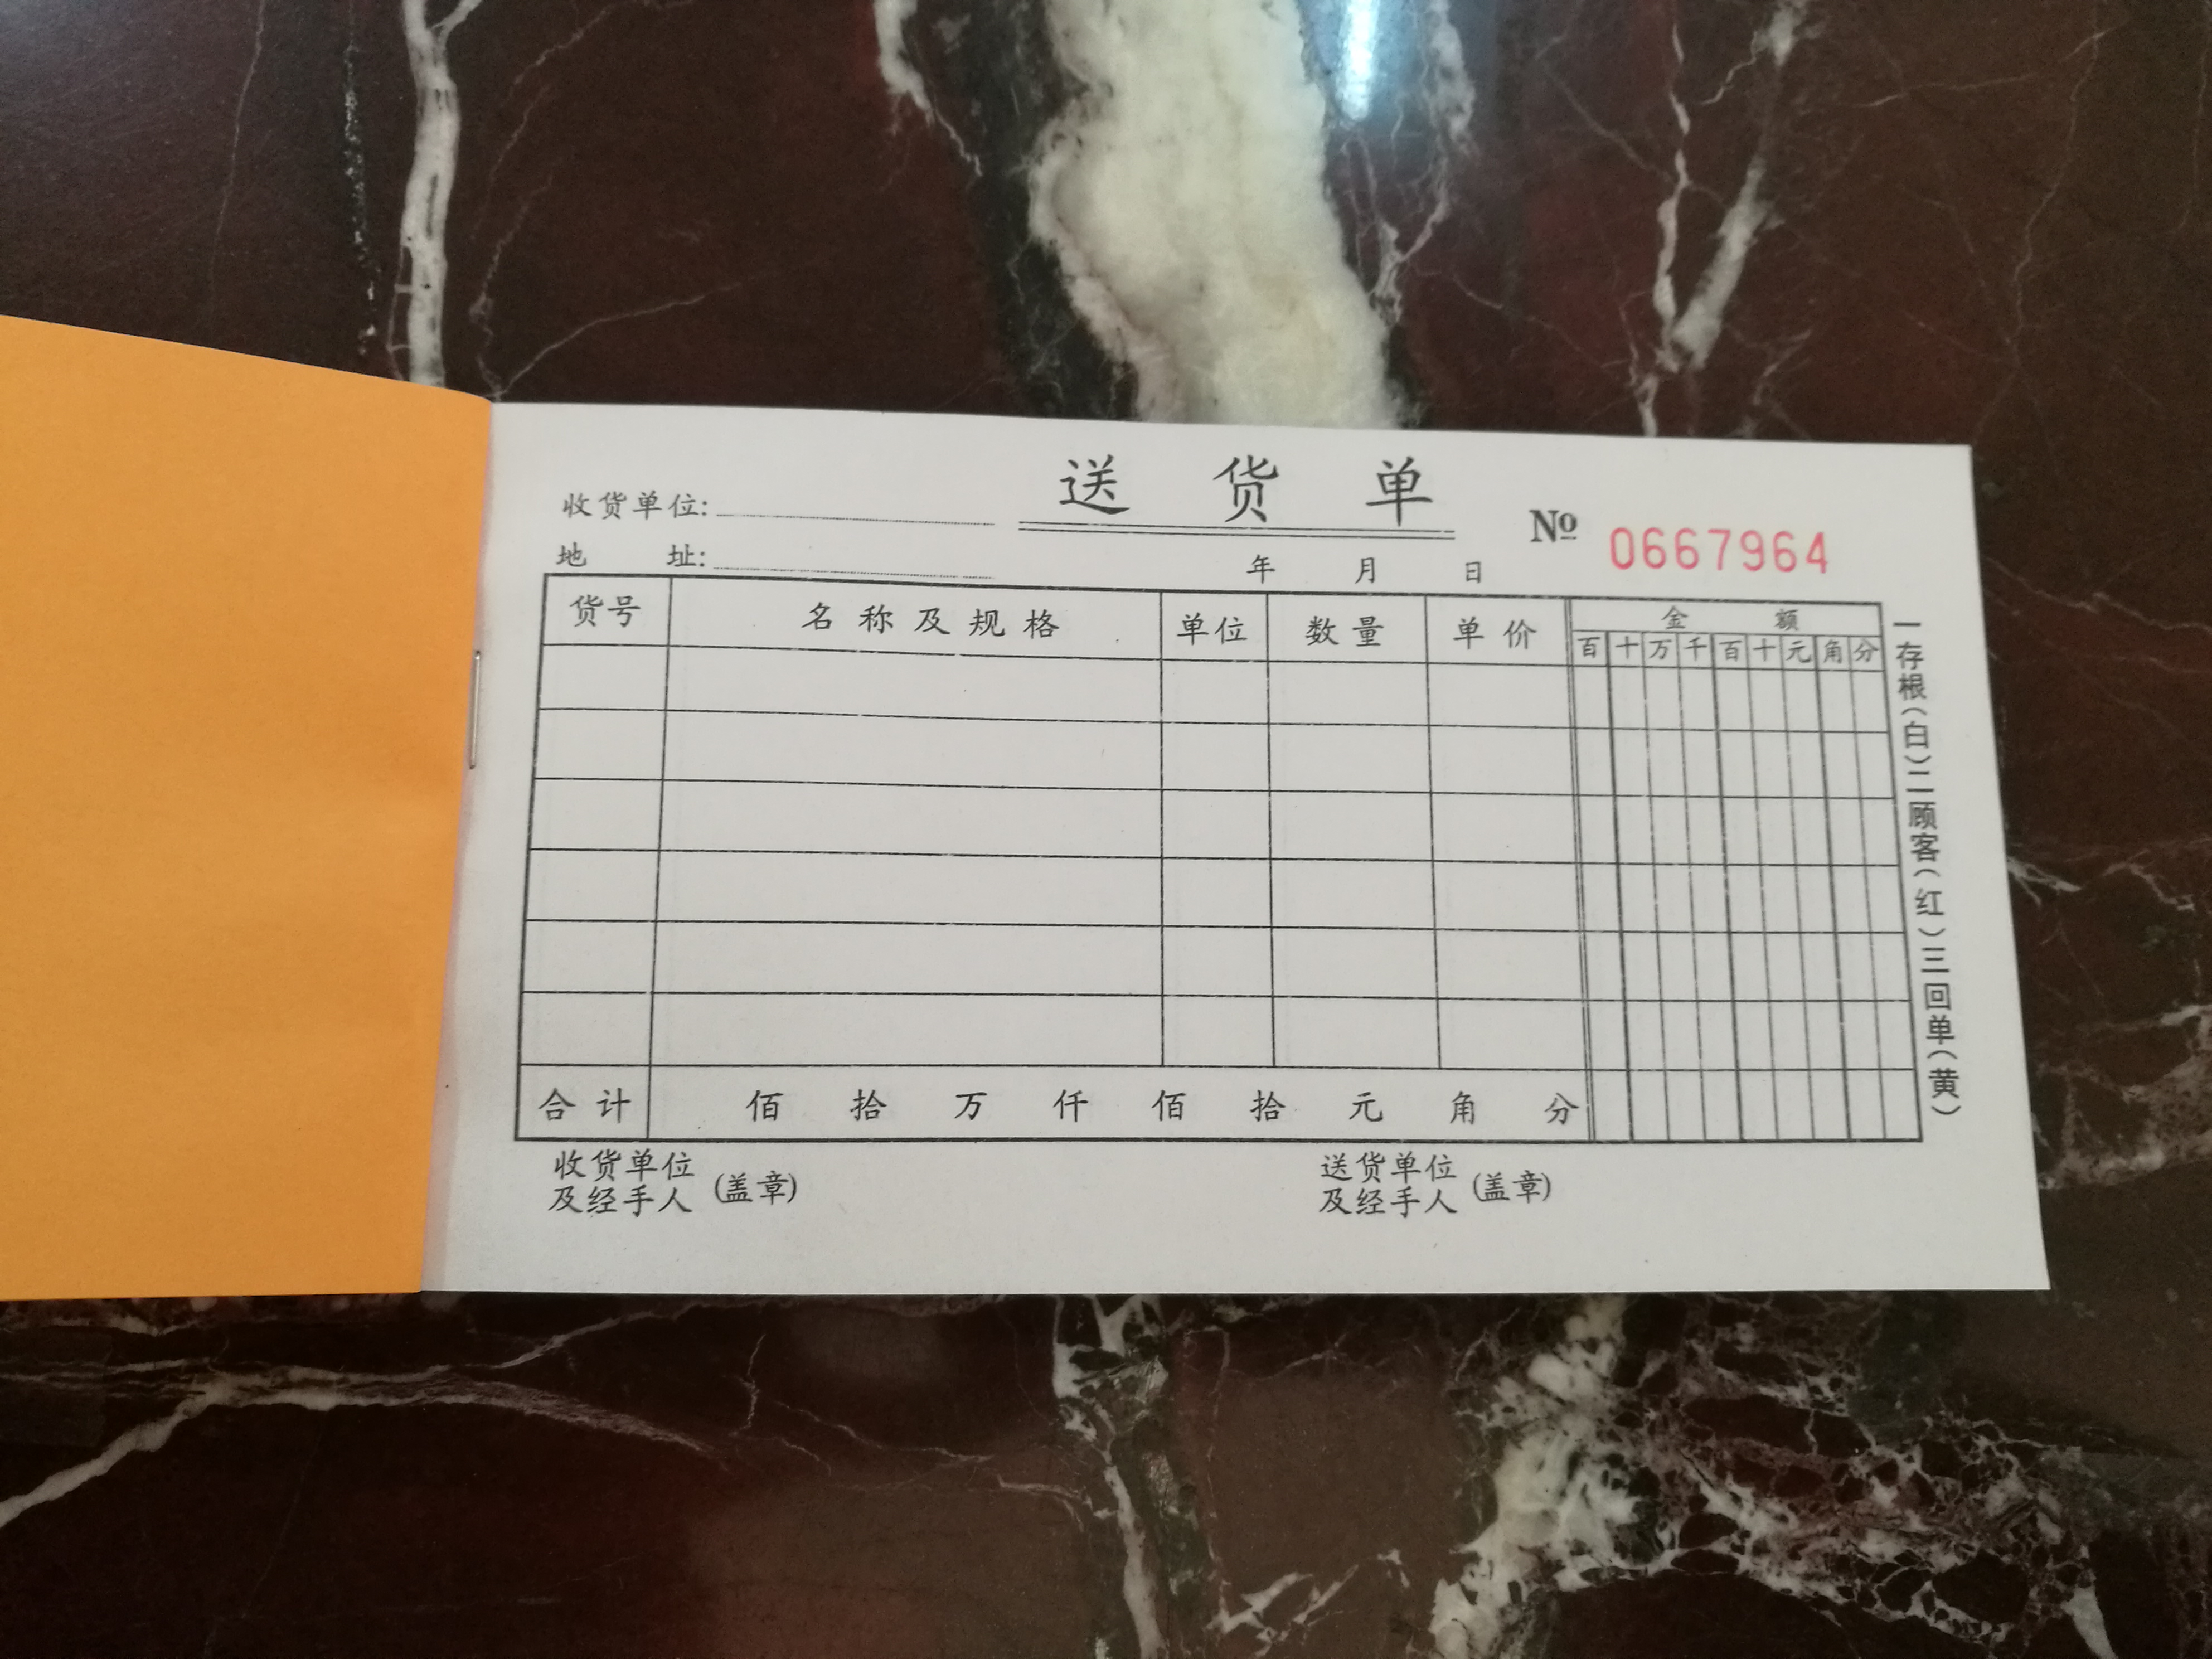 送货单
收货单位:
№ 0667964
地址:
年 月 日
货号 名称及规格 单位 数量 单价 金额
百 十 万 千 百 十 元 角 分
合计 佰 拾 万 仟 佰 拾 元 角 分
收货单位
及经手人 (盖章)
送货单位
及经手人 (盖章)
一存根(白)二顾客(红)三回单(黄)